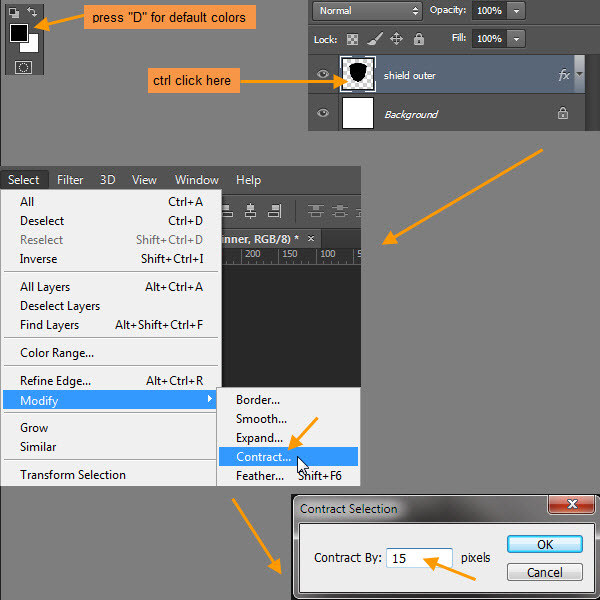 press "D" for default colors
Normal Opacity: 100%
Lock: Fill: 100%
ctrl click here
shield outer fx
Background
Select Filter 3D View Window Help
All Ctrl+A
Deselect Ctrl+D
Reselect Shift+Ctrl+D
Inverse Shift+Ctrl+I
inner, RGB/8) * ×
200 150 100
All Layers Alt+Ctrl+A
Deselect Layers
Find Layers Alt+Shift+Ctrl+F
Color Range...
Refine Edge... Alt+Ctrl+R
Modify
Border...
Smooth...
Expand...
Contract...
Feather... Shift+F6
Grow
Similar
Transform Selection
Contract Selection
Contract By: 15 pixels
OK
Cancel